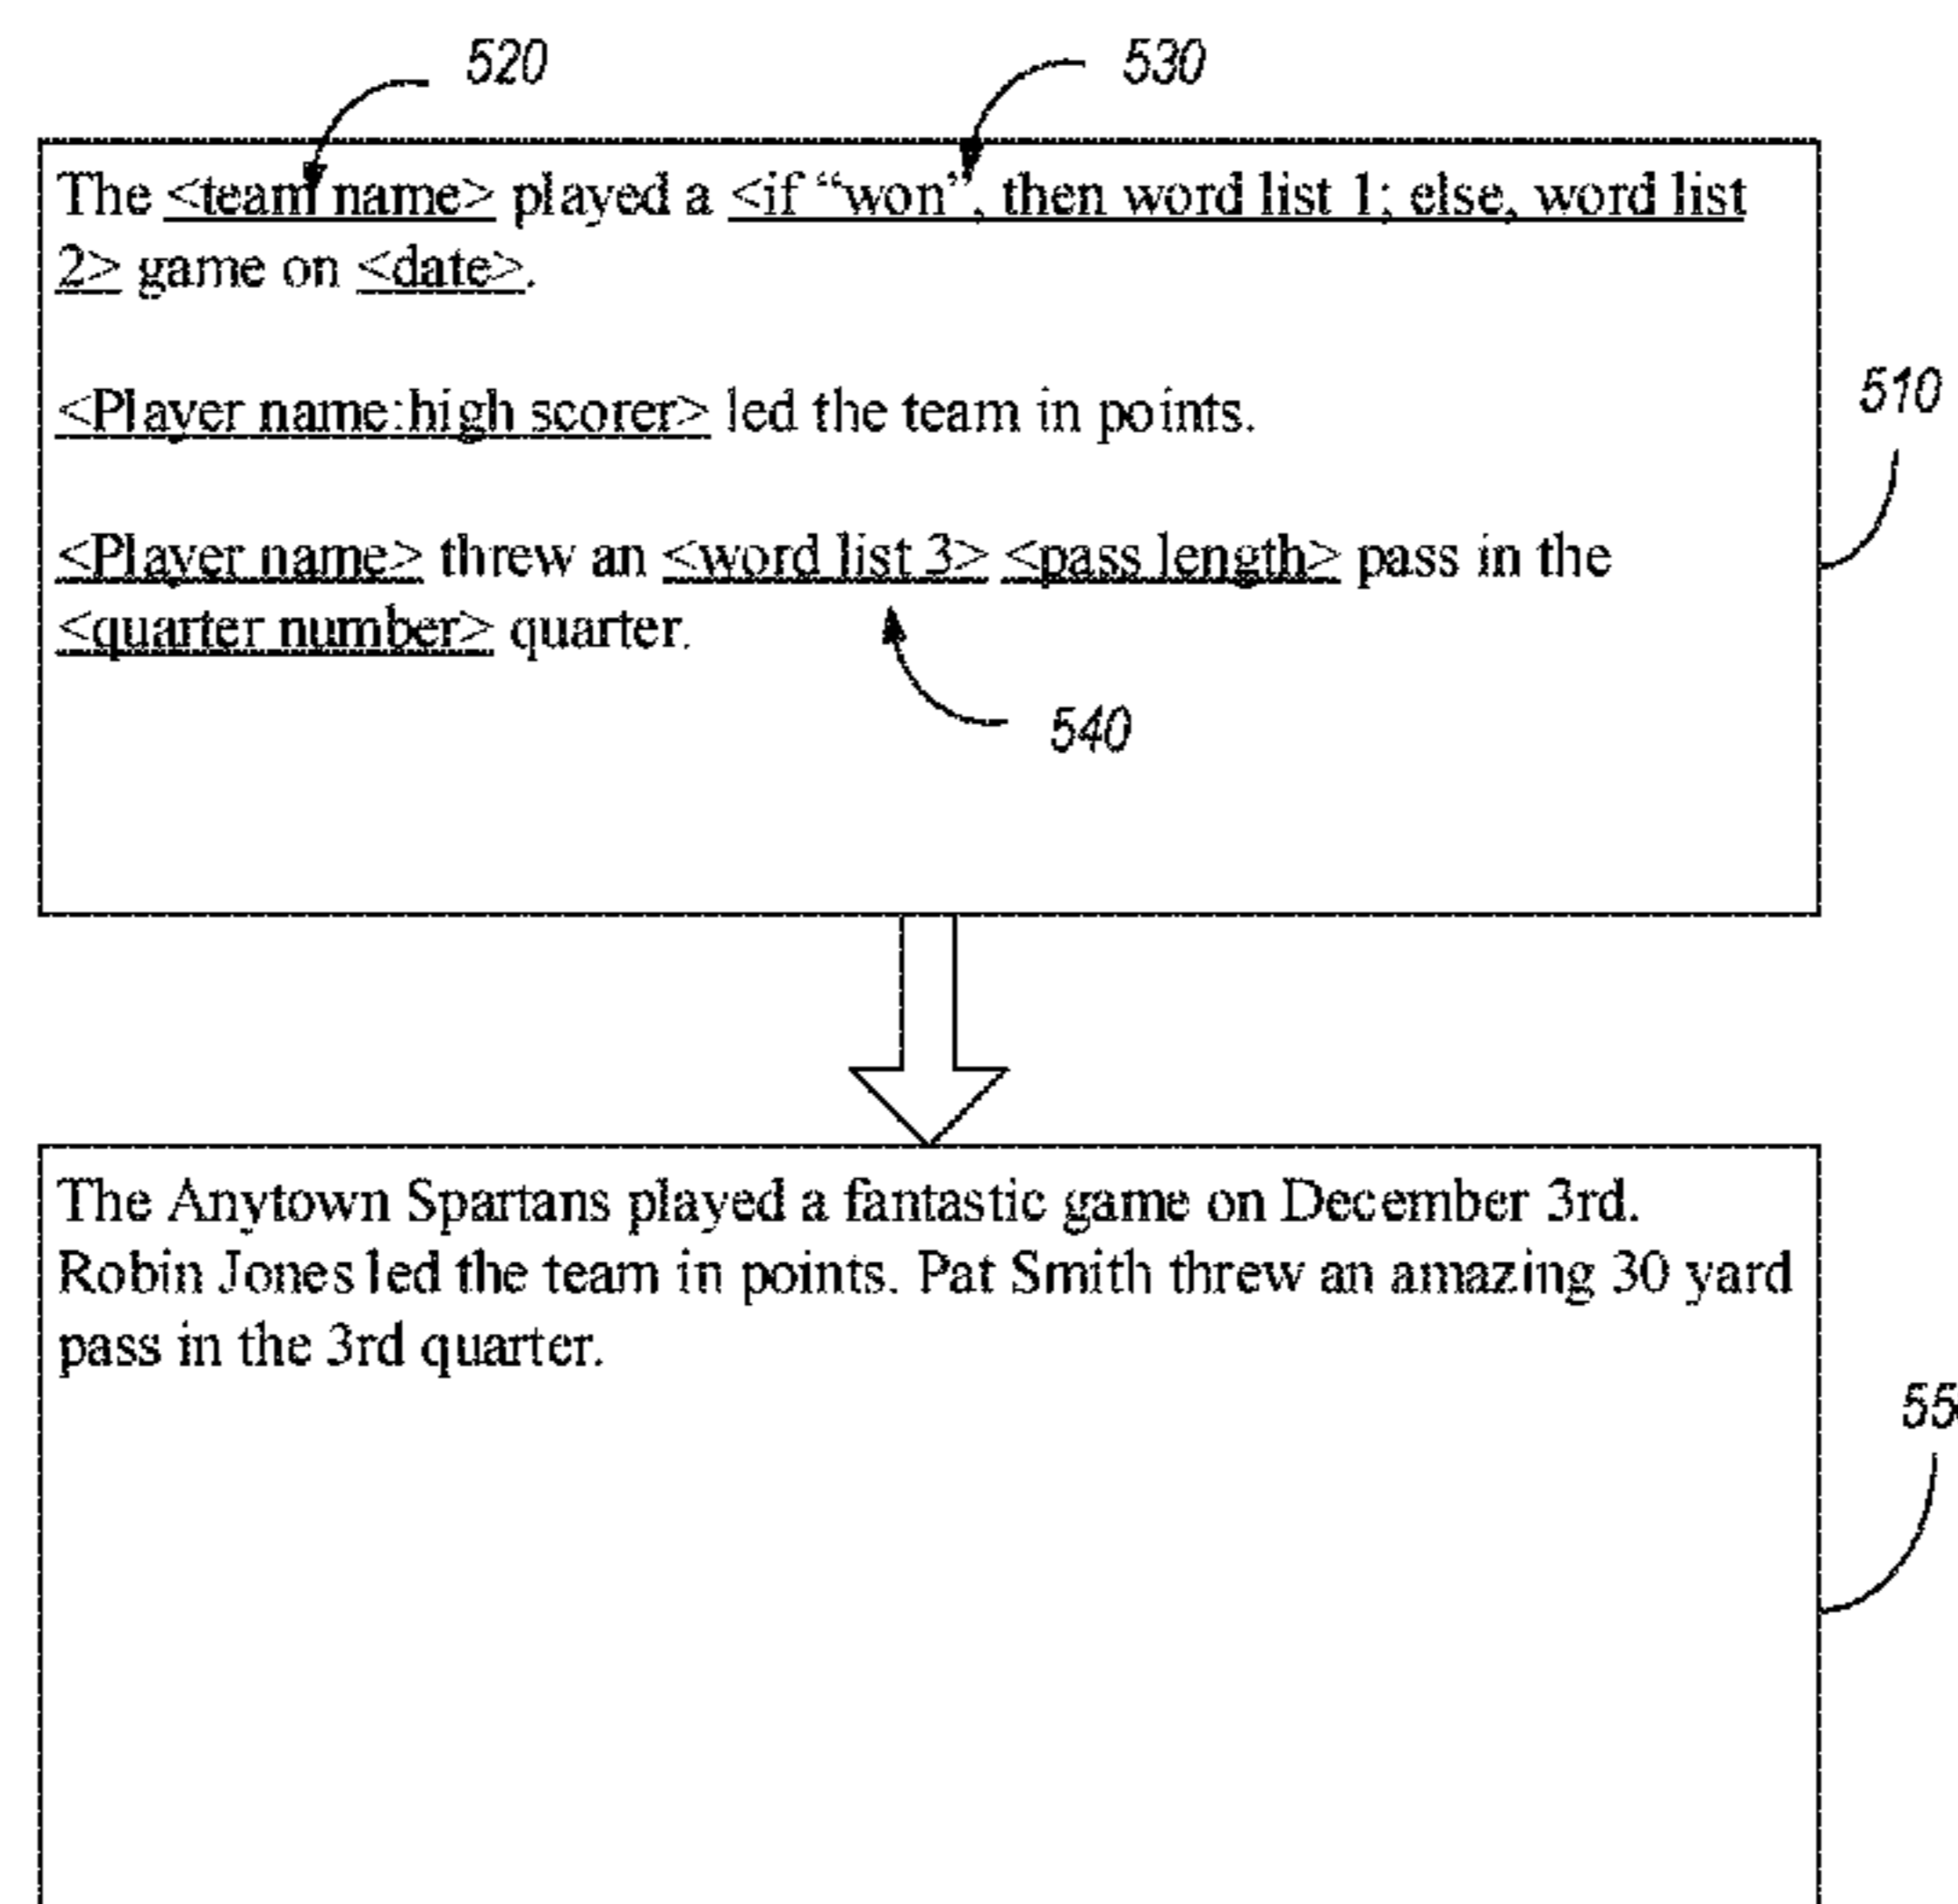 520
530
The <team name> played a <if “won”, then word list 1; else, word list
2> game on <date>.
<Player name:high scorer> led the team in points.
510
<Player name> threw an <word list 3> <pass length> pass in the
<quarter number> quarter.
540
The Anytown Spartans played a fantastic game on December 3rd.
Robin Jones led the team in points. Pat Smith threw an amazing 30 yard
pass in the 3rd quarter.